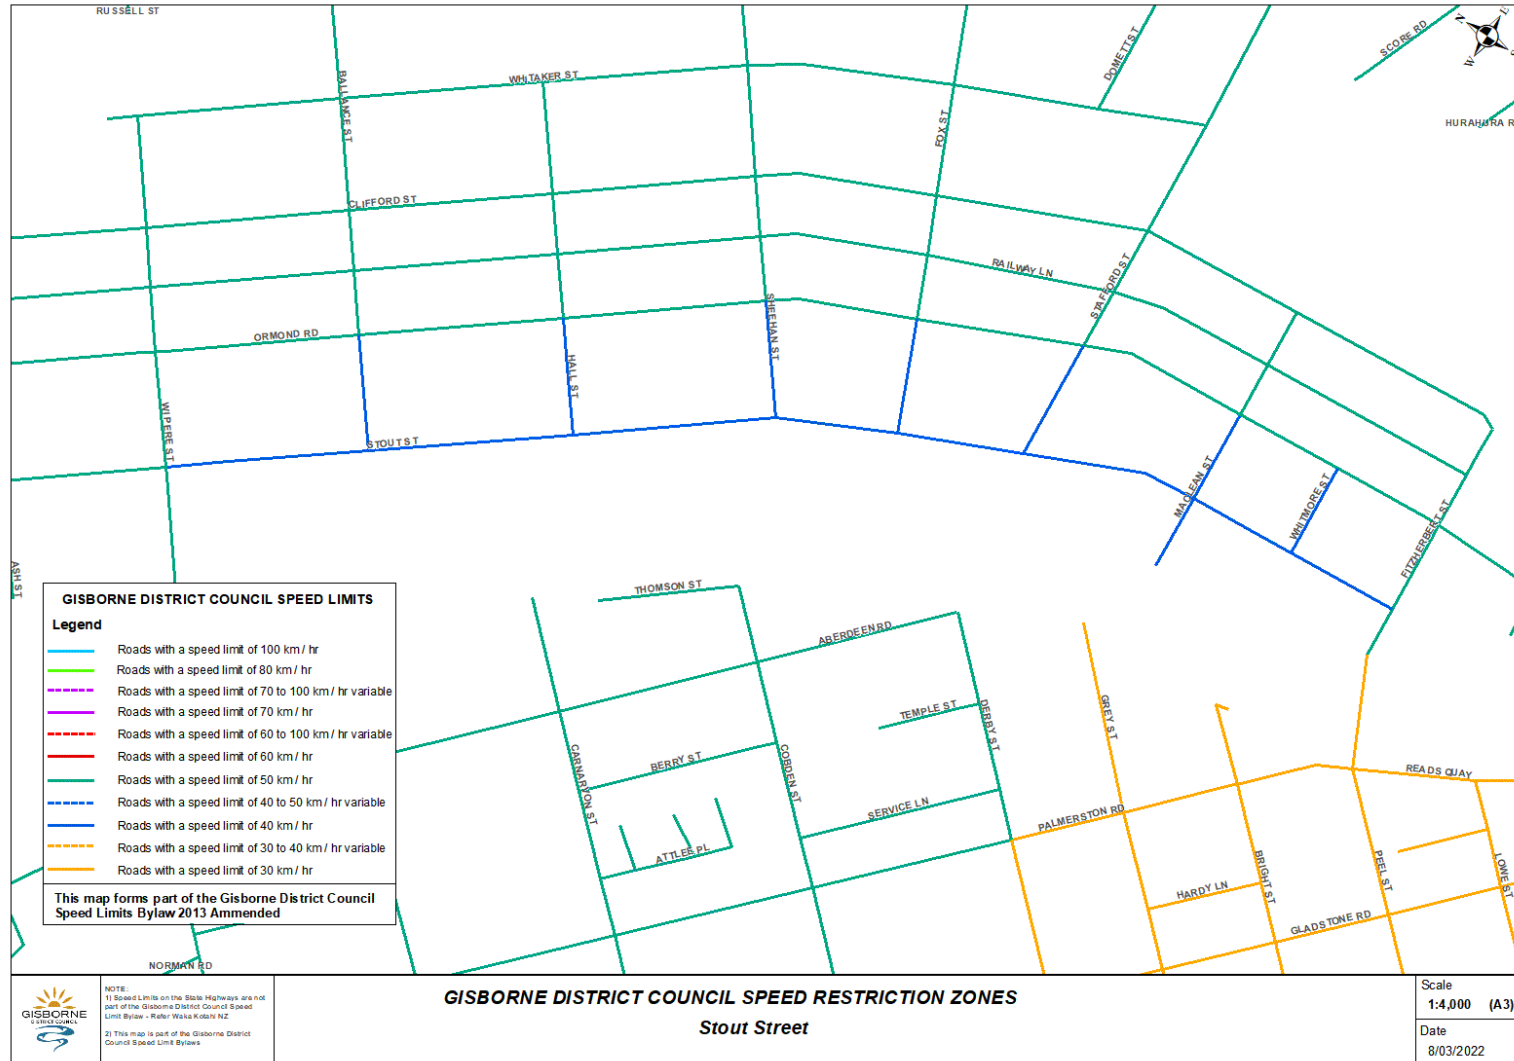 RUSSELL ST
SCORE RD
N
E
W
DOMETT ST
WHITAKER ST
BALLANCE ST
FOX ST
HURAHURA R
CLIFFORD ST
RAILWAY LN
STAFFORD ST
SHEEHAN ST
ORMOND RD
HALL ST
WI PERE ST
STOUT ST
MACLEAN ST
WHITMORE ST
FITZHERBERT ST
ASH ST
THOMSON ST
ABERDEEN RD
TEMPLE ST
DERBY ST
GREY ST
BERRY ST
COBDEN ST
CARNARVON ST
SERVICE LN
PALMERSTON RD
READS QUAY
ATTLEE PL
HARDY LN
BRIGHT ST
PEEL ST
LOWE ST
GLADSTONE RD
NORMAN RD
GISBORNE DISTRICT COUNCIL SPEED LIMITS
Legend
Roads with a speed limit of 100 km / hr
Roads with a speed limit of 80 km / hr
Roads with a speed limit of 70 to 100 km / hr variable
Roads with a speed limit of 70 km / hr
Roads with a speed limit of 60 to 100 km / hr variable
Roads with a speed limit of 60 km / hr
Roads with a speed limit of 50 km / hr
Roads with a speed limit of 40 to 50 km / hr variable
Roads with a speed limit of 40 km / hr
Roads with a speed limit of 30 to 40 km / hr variable
Roads with a speed limit of 30 km / hr
This map forms part of the Gisborne District Council
Speed Limits Bylaw 2013 Ammended
GISBORNE
DISTRICT COUNCIL
NOTE:
1) Speed Limits on the State Highways are not
part of the Gisborne District Council Speed
Limit Bylaw - Refer Waka Kotahi NZ
2) This map is part of the Gisborne District
Council Speed Limit Bylaws
GISBORNE DISTRICT COUNCIL SPEED RESTRICTION ZONES
Stout Street
Scale
1:4,000 (A3)
Date
8/03/2022